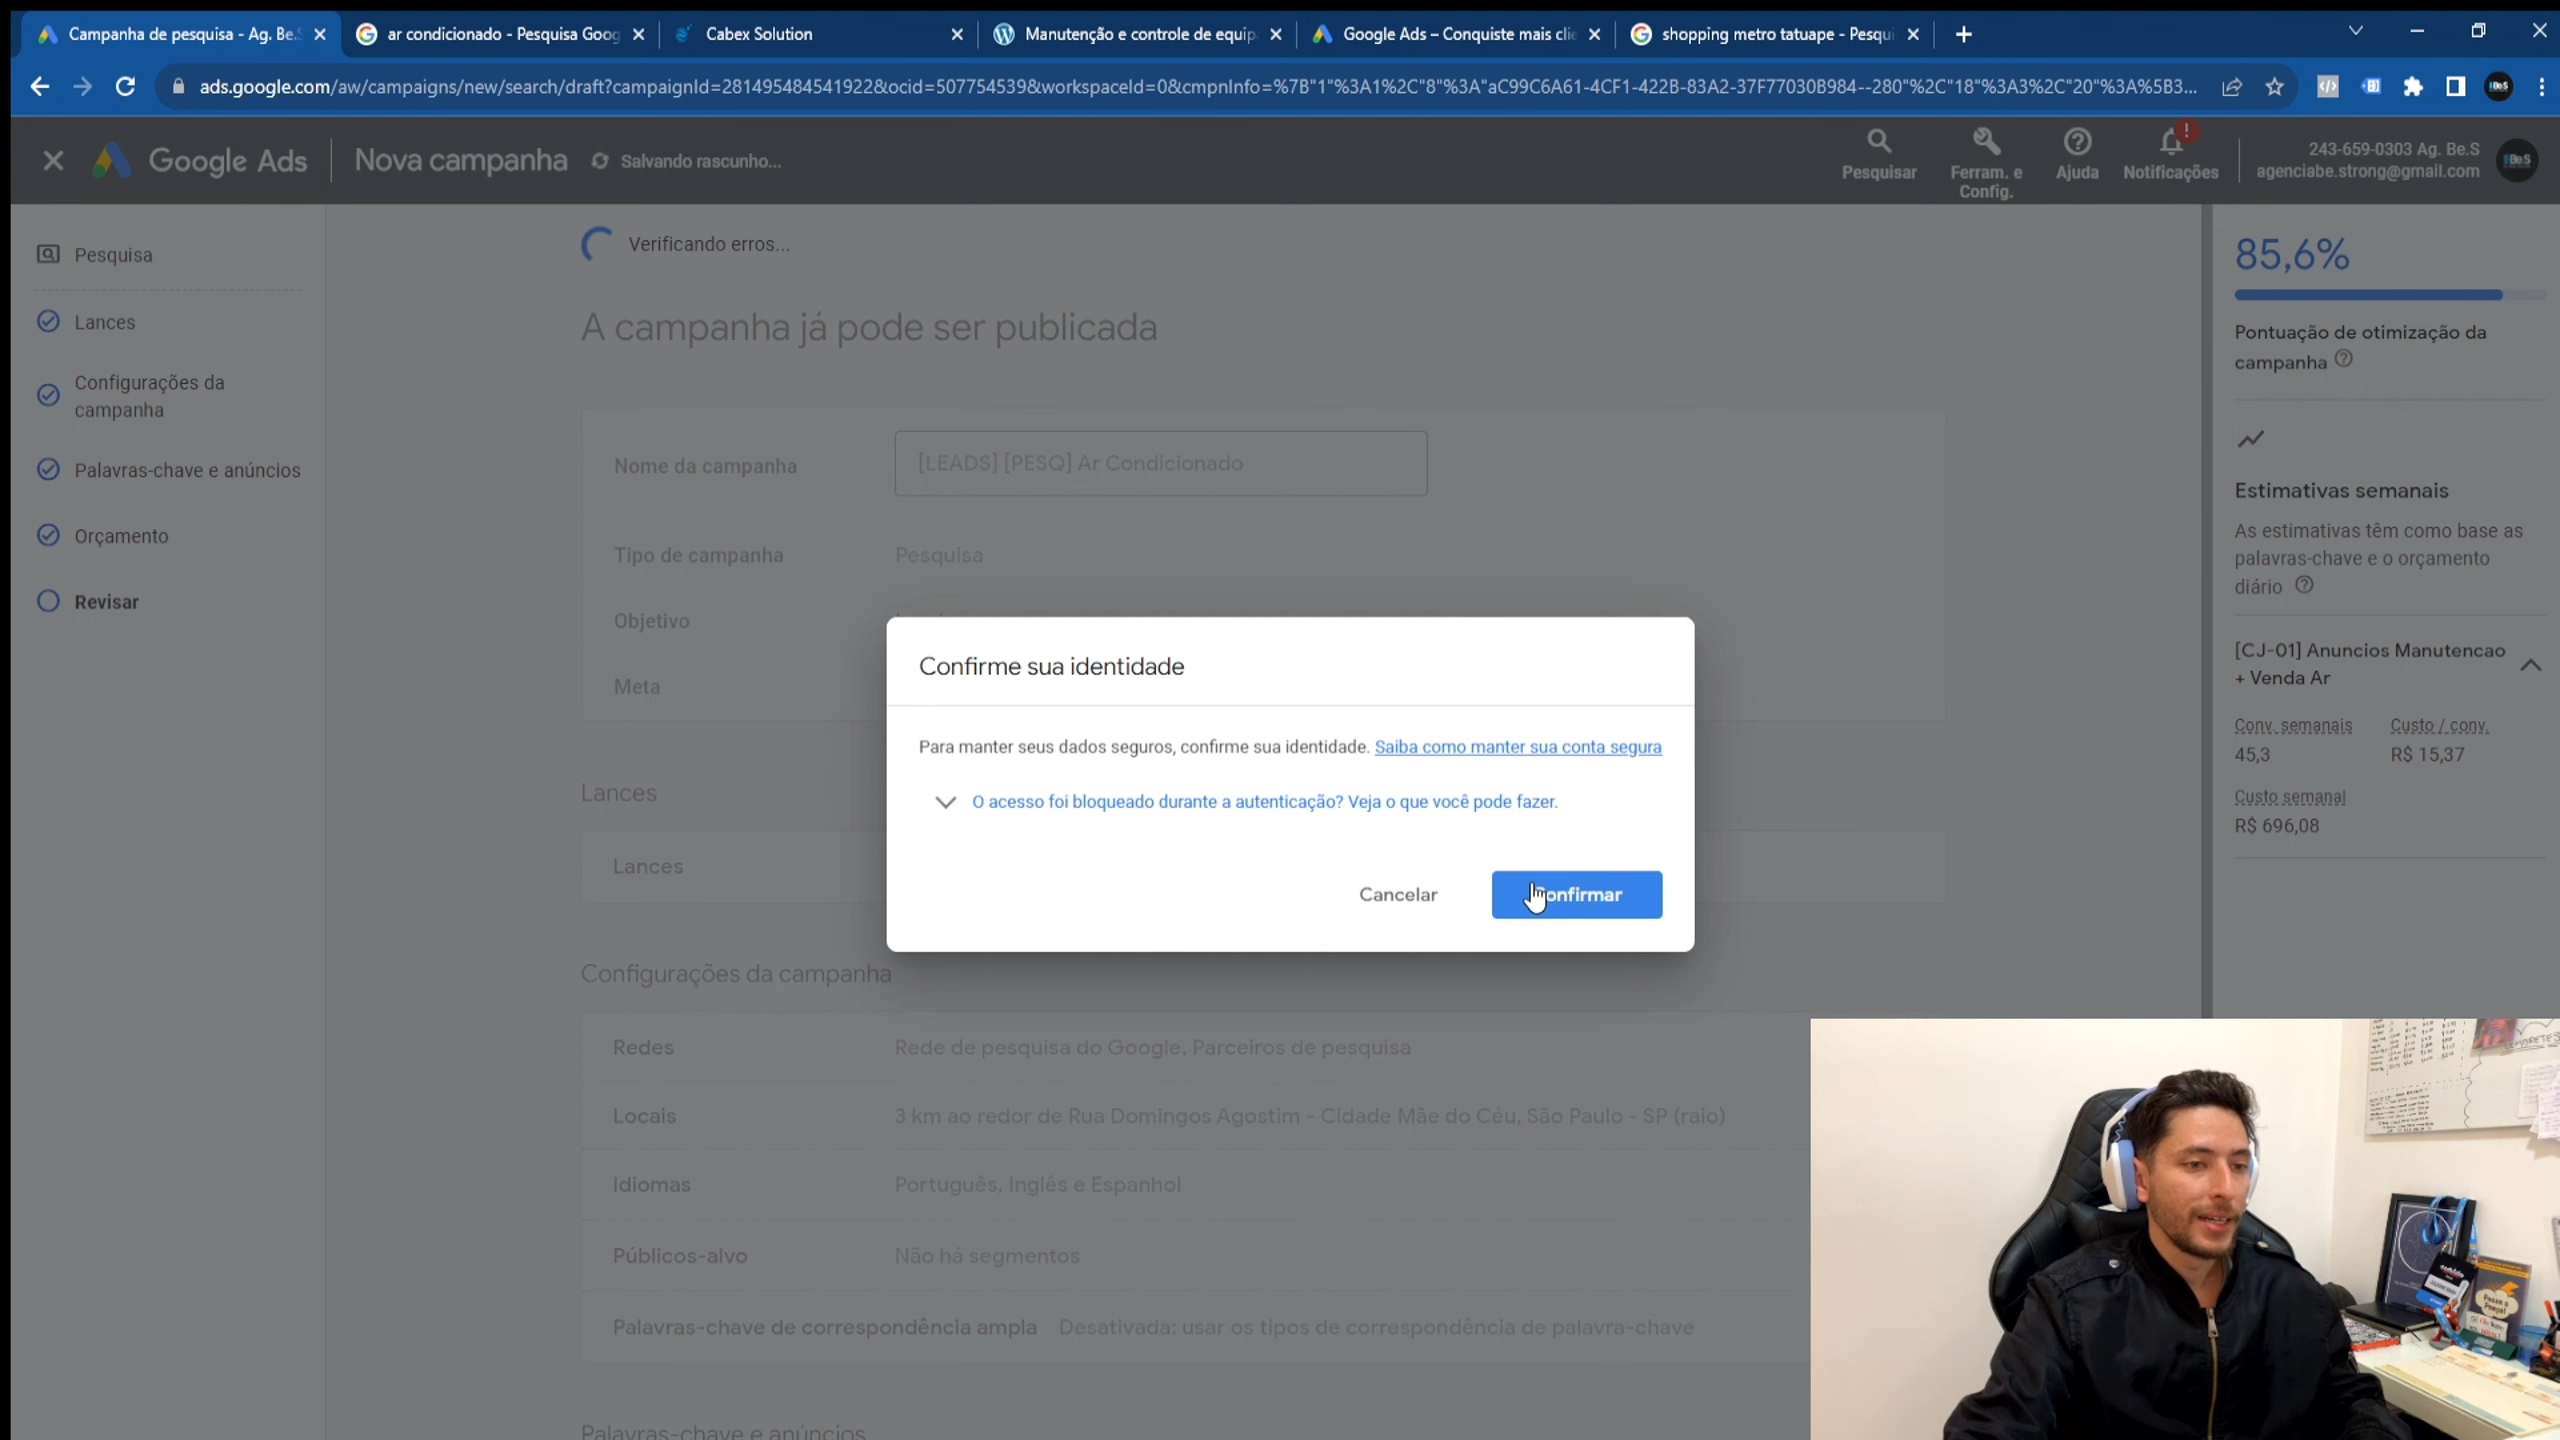 Campanha de pesquisa - Ag. Be.S
ar condicionado - Pesquisa Goog
Cabex Solution
Manutenção e controle de equip
Google Ads – Conquiste mais clie
shopping metro tatuape - Pesqui
ads.google.com/aw/campaigns/new/search/draft?campaignId=281495484541922&ocid=507754539&workspaceId=0&cmpnInfo=%7B"1"%3A1%2C"8"%3A"aC99C6A61-4CF1-422B-83A2-37F77030B984--280"%2C"18"%3A3%2C"20"%3A%5B3...
Google Ads
Nova campanha
Salvando rascunho...
Pesquisar
Ferram. e
Config.
Ajuda
Notificações
243-659-0303 Ag. Be.S
agenciabe.strong@gmail.com
Pesquisa
Lances
Configurações da
campanha
Palavras-chave e anúncios
Orçamento
Revisar
Verificando erros...
A campanha já pode ser publicada
Nome da campanha
[LEADS] [PESQ] Ar Condicionado
Tipo de campanha
Pesquisa
Objetivo
Meta
Confirme sua identidade
Para manter seus dados seguros, confirme sua identidade. Saiba como manter sua conta segura
O acesso foi bloqueado durante a autenticação? Veja o que você pode fazer.
Cancelar
Confirmar
Lances
Lances
Configurações da campanha
Redes
Rede de pesquisa do Google, Parceiros de pesquisa
Locais
3 km ao redor de Rua Domingos Agostim - Cidade Mãe do Céu, São Paulo - SP (raio)
Idiomas
Português, Inglês e Espanhol
Públicos-alvo
Não há segmentos
Palavras-chave de correspondência ampla
Desativada: usar os tipos de correspondência de palavra-chave
Palavras-chave e anúncios
85,6%
Pontuação de otimização da
campanha
Estimativas semanais
As estimativas têm como base as
palavras-chave e o orçamento
diário
[CJ-01] Anuncios Manutencao
+ Venda Ar
Conv. semanais
Custo / conv.
45,3
R$ 15,37
Custo semanal
R$ 696,08